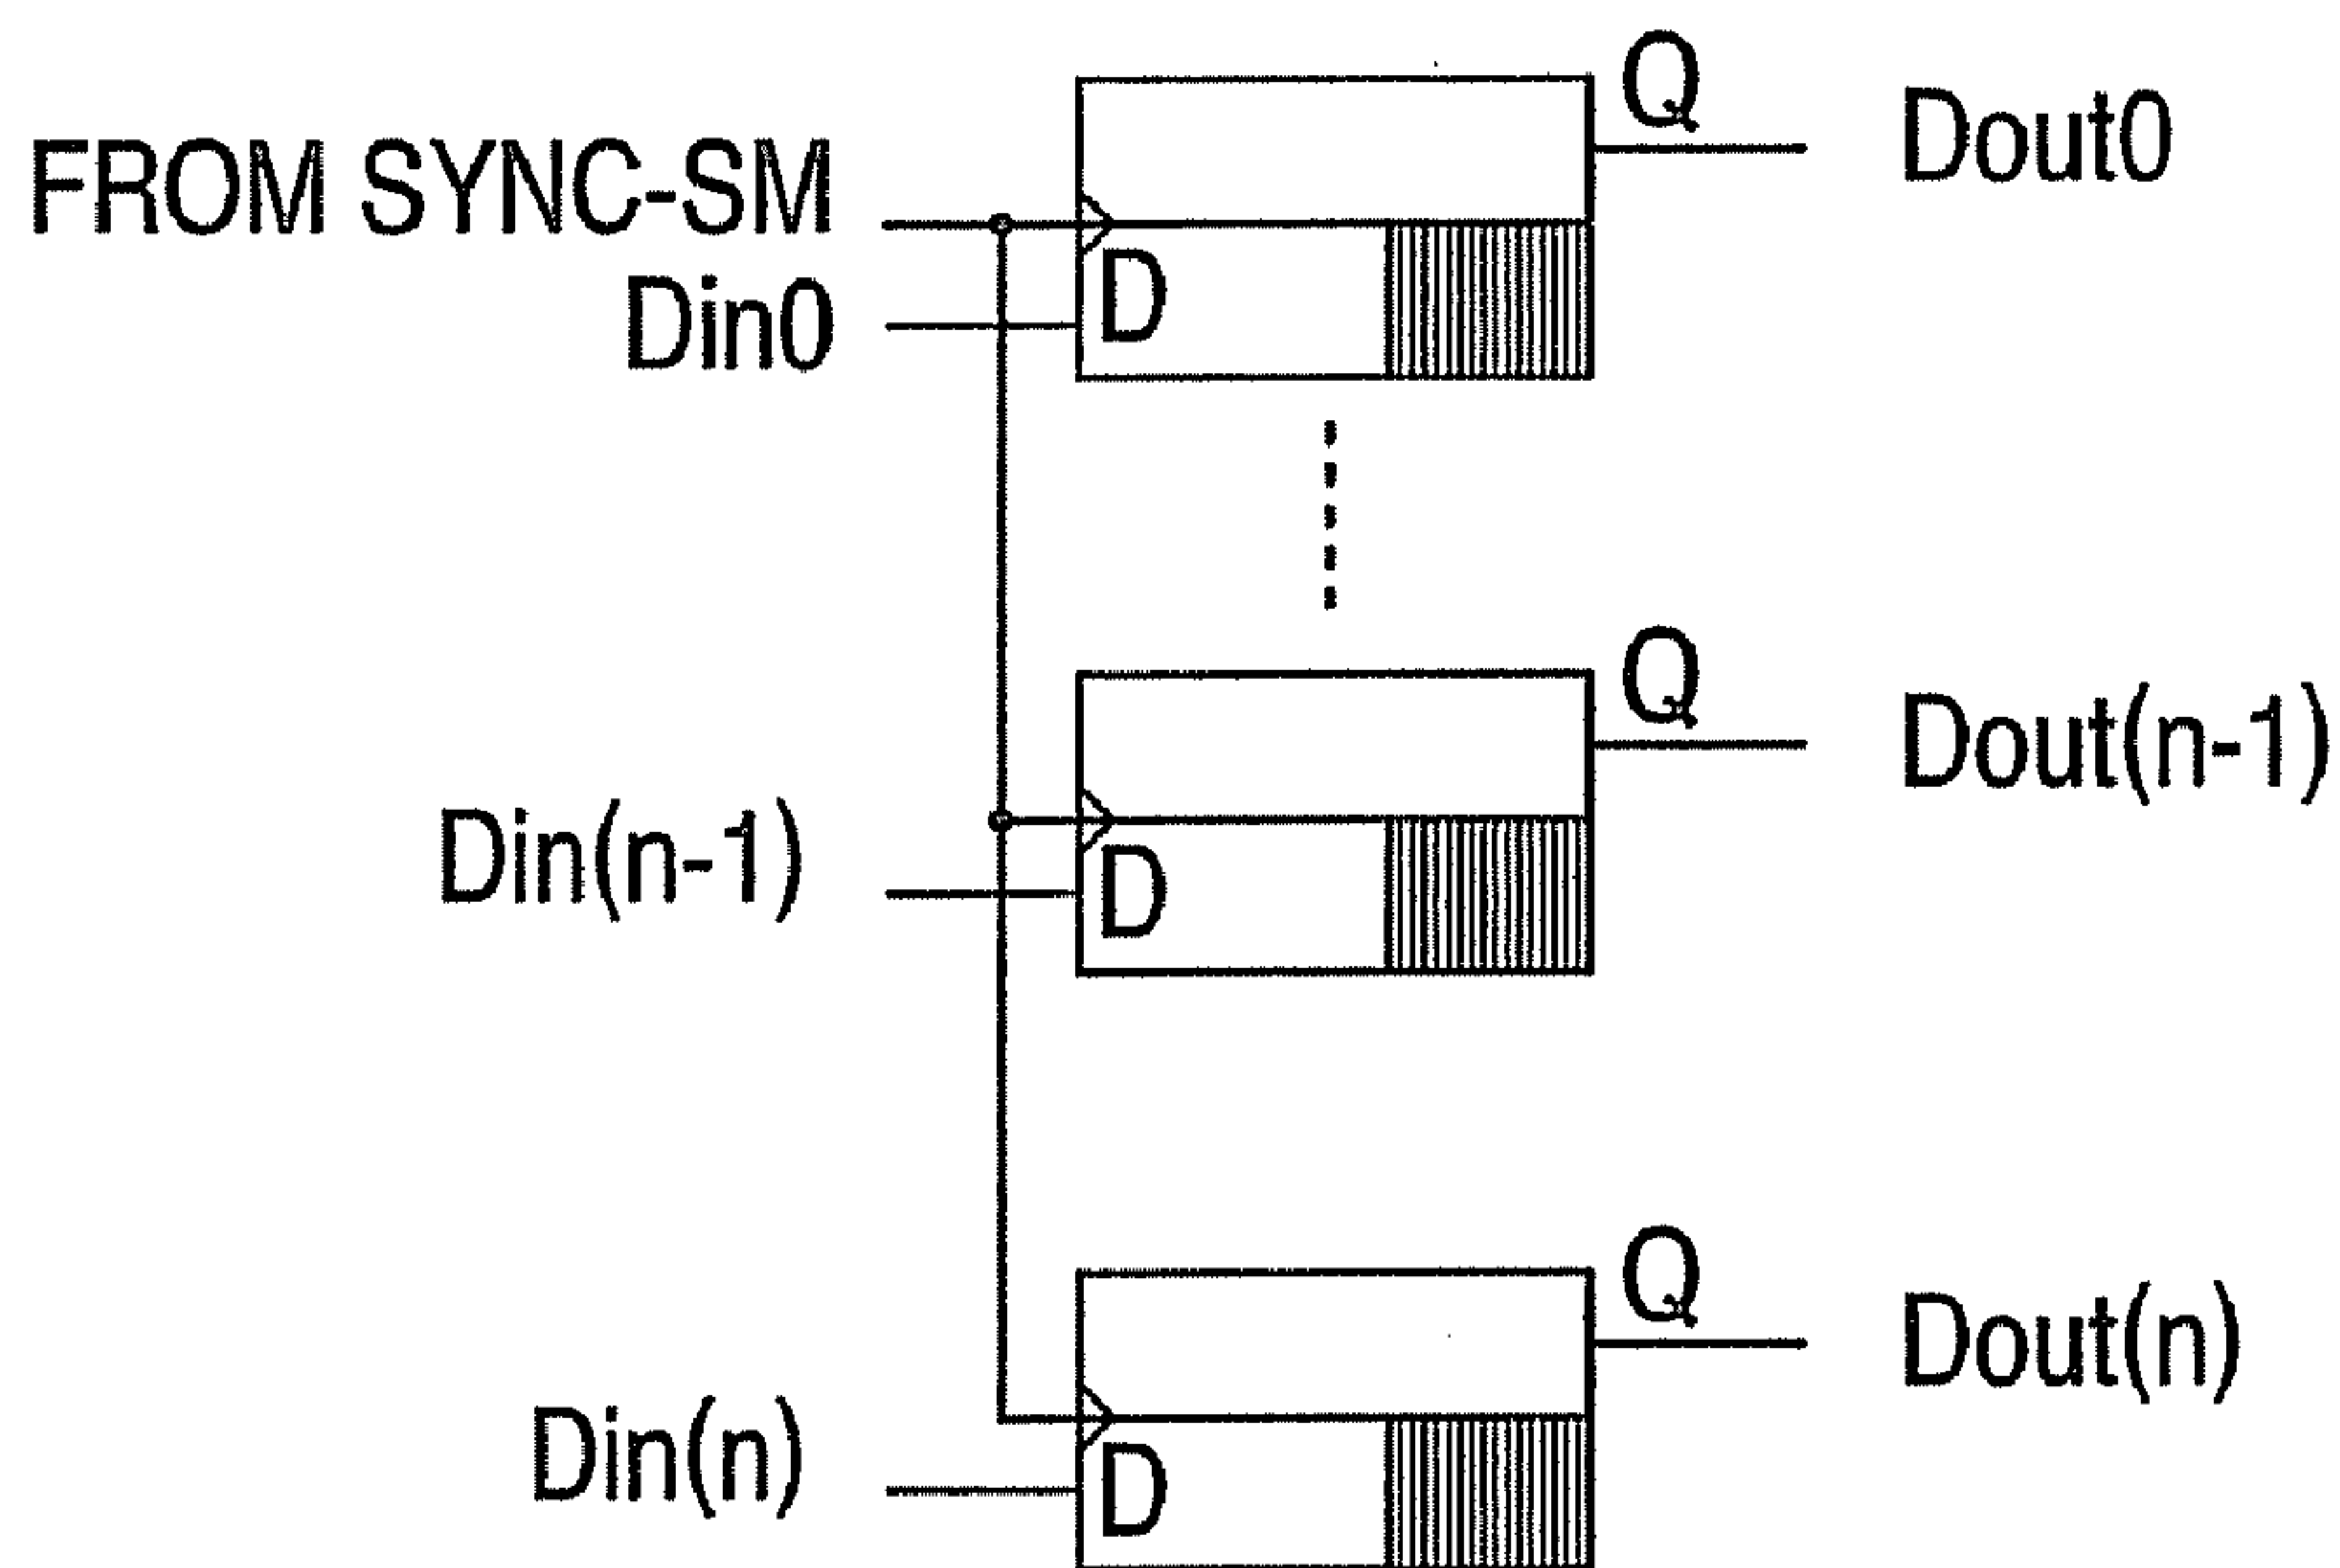 Q
Dout0
FROM SYNC-SM
Din0
D
Q
Dout(n-1)
Din(n-1)
D
Q
Dout(n)
Din(n)
D